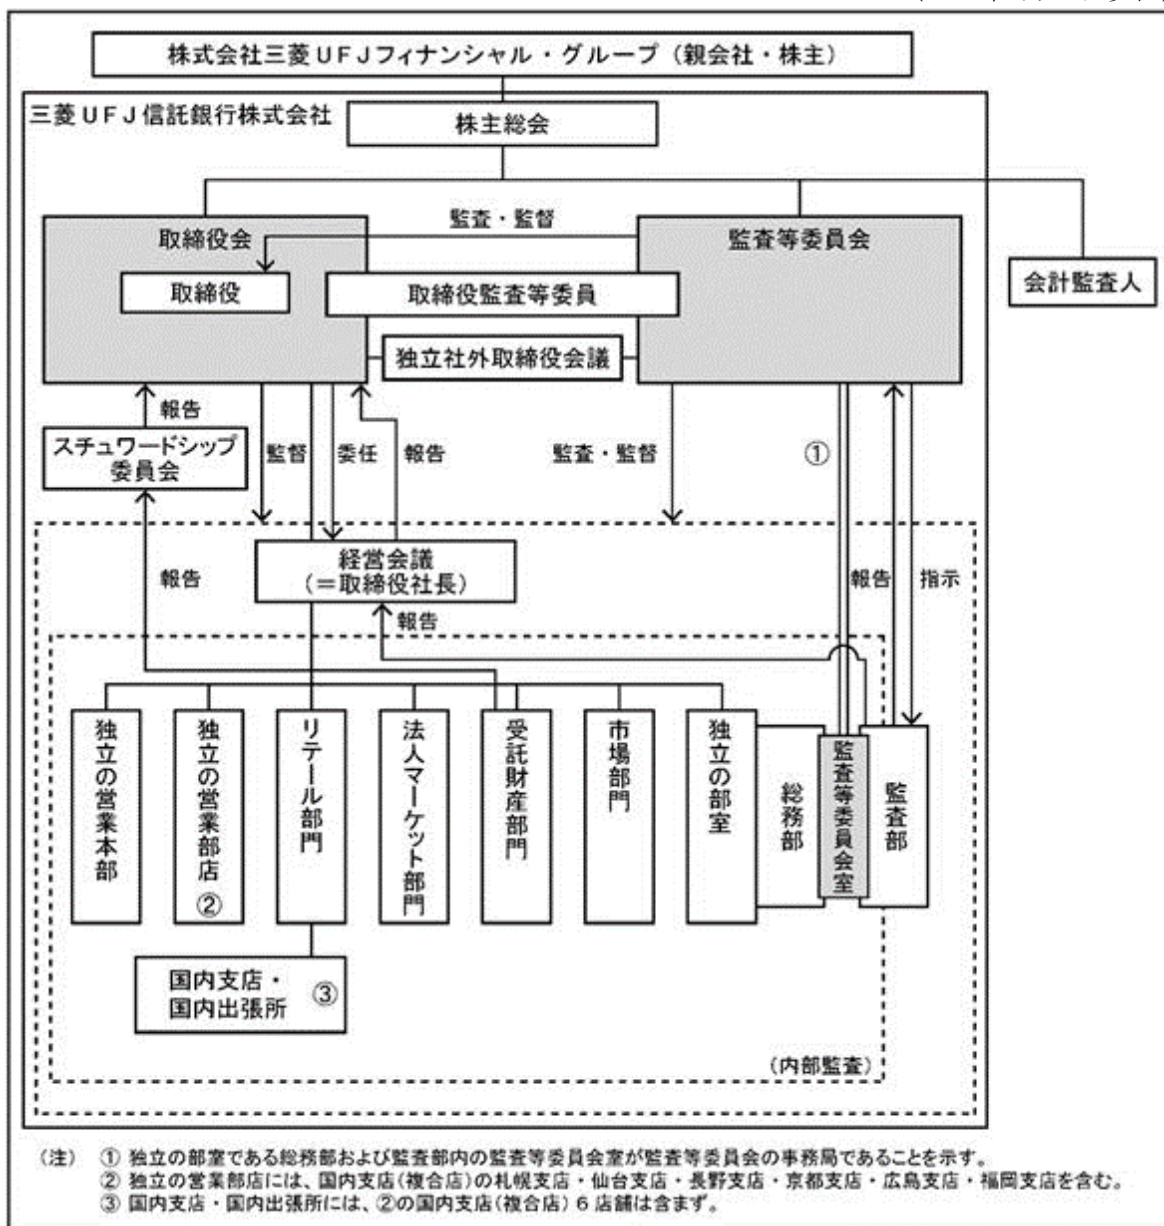 株式会社三菱UFJフィナンシャル・グループ（親会社・株主）
三菱UFJ信託銀行株式会社
株主総会
取締役会
監査・監督
監査等委員会
取締役
取締役監査等委員
会計監査人
独立社外取締役会議
報告
スチュワードシップ
委員会
監督
委任
報告
監査・監督
①
経営会議
（＝取締役社長）
報告
報告
報告
指示
独立の営業本部
独立の営業部店
②
リテール部門
法人マーケット部門
受託財産部門
市場部門
独立の部室
総務部
監査等委員会室
監査部
国内支店・
国内出張所
③
（内部監査）
（注） ① 独立の部室である総務部および監査部内の監査等委員会室が監査等委員会の事務局であることを示す。
② 独立の営業部店には、国内支店（複合店）の札幌支店・仙台支店・長野支店・京都支店・広島支店・福岡支店を含む。
③ 国内支店・国内出張所には、②の国内支店（複合店）６店舗は含まず。